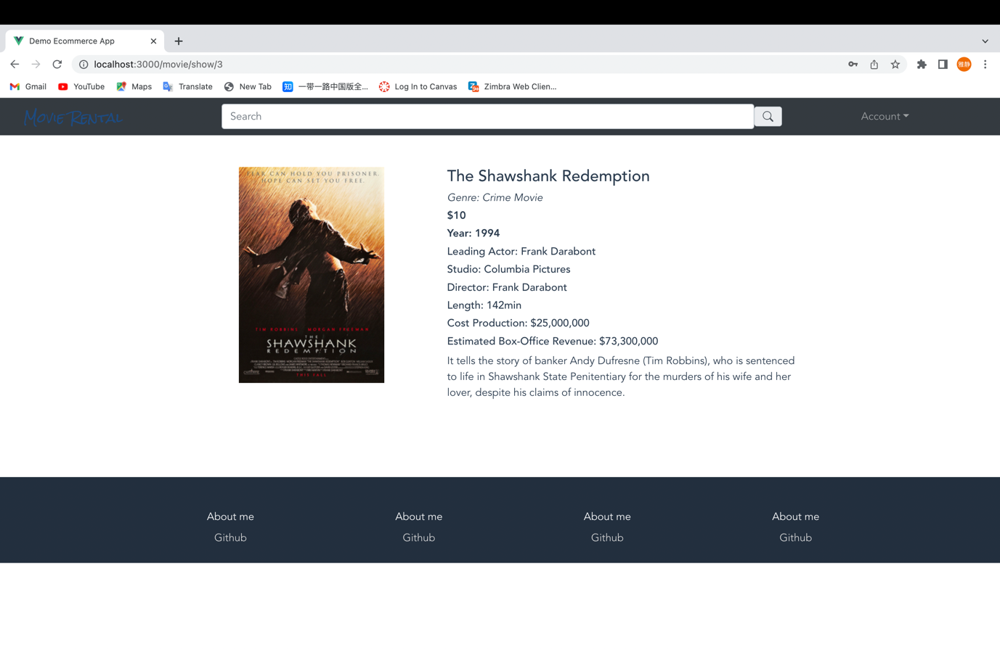 Demo Ecommerce App
localhost:3000/movie/show/3
雅静
Gmail YouTube Maps Translate New Tab 知 一带一路中国版全... Log In to Canvas Zimbra Web Clien...
Movie Rental Search Account
FEAR CAN HOLD YOU PRISONER.
HOPE CAN SET YOU FREE.
TIM ROBBINS MORGAN FREEMAN
THE
SHAWSHANK
REDEMPTION
THIS FALL
The Shawshank Redemption
Genre: Crime Movie
$10
Year: 1994
Leading Actor: Frank Darabont
Studio: Columbia Pictures
Director: Frank Darabont
Length: 142min
Cost Production: $25,000,000
Estimated Box-Office Revenue: $73,300,000
It tells the story of banker Andy Dufresne (Tim Robbins), who is sentenced
to life in Shawshank State Penitentiary for the murders of his wife and her
lover, despite his claims of innocence.
About me About me About me About me
Github Github Github Github